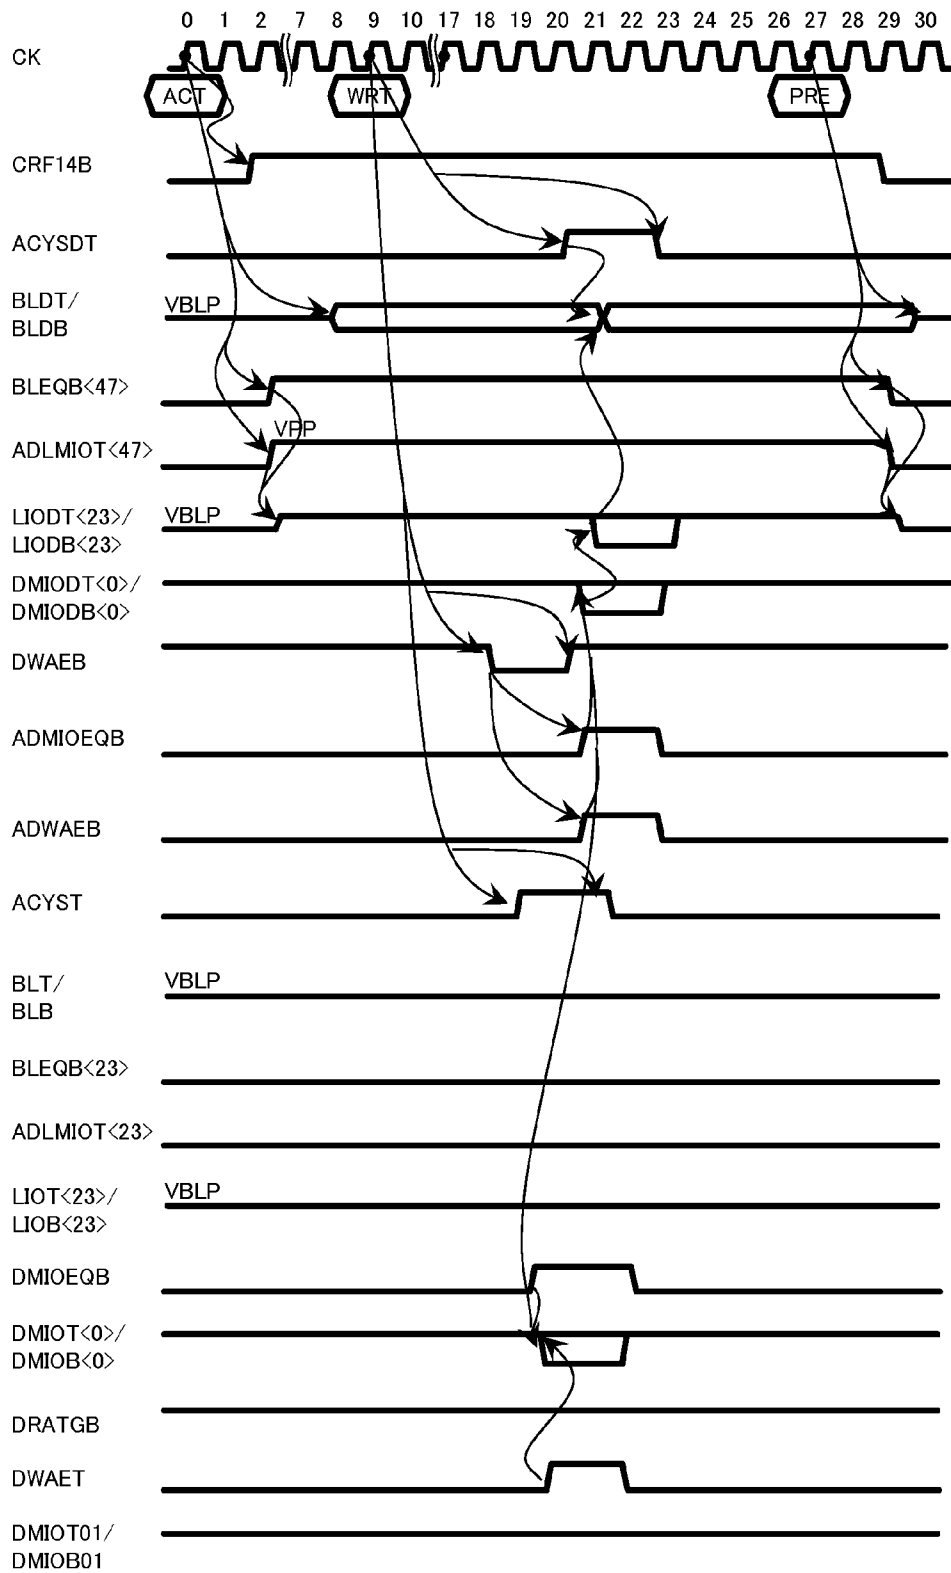 0 1 2 7 8 9 10 17 18 19 20 21 22 23 24 25 26 27 28 29 30
CK
ACT WRT PRE
CRF14B
ACYSDT
BLDT/ VBLP
BLDB
BLEQB<47>
VPP
ADLMIOT<47>
LIODT<23>/ VBLP
LIODB<23>
DMIODT<0>/
DMIODB<0>
DWAEB
ADMIOEQB
ADWAEB
ACYST
BLT/ VBLP
BLB
BLEQB<23>
ADLMIOT<23>
LIOT<23>/ VBLP
LIOB<23>
DMIOEQB
DMIOT<0>/
DMIOB<0>
DRATGB
DWAET
DMIOT01/
DMIOB01